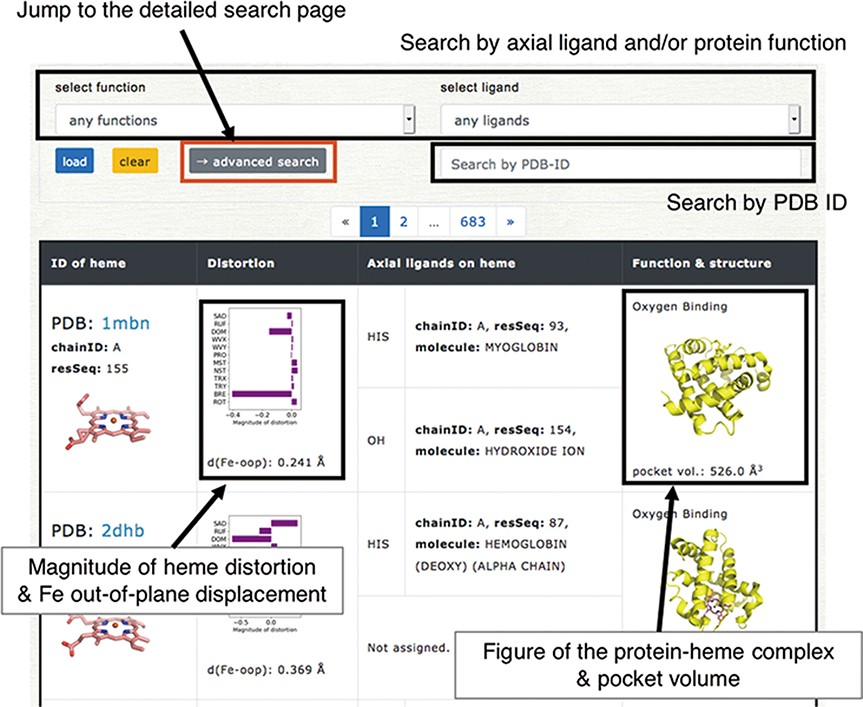 Jump to the detailed search page
Search by axial ligand and/or protein function
select function
select ligand
any functions
any ligands
load
clear
→ advanced search
Search by PDB-ID
Search by PDB ID
«
1
2
...
683
»
ID of heme
Distortion
Axial ligands on heme
Function & structure
PDB: 1mbn
chainID: A
resSeq: 155
SAD
RUF
DOM
WVX
WVY
PRO
MST
NST
TRX
TRY
BRE
ROT
−0.4 −0.2 0.0
Magnitude of distortion
d(Fe-oop): 0.241 Å
HIS
chainID: A, resSeq: 93,
molecule: MYOGLOBIN
OH
chainID: A, resSeq: 154,
molecule: HYDROXIDE ION
Oxygen Binding
pocket vol.: 526.0 Å³
PDB: 2dhb
SAD
RUF
DOM
−0.5 0.0
Magnitude of distortion
d(Fe-oop): 0.369 Å
HIS
chainID: A, resSeq: 87,
molecule: HEMOGLOBIN
(DEOXY) (ALPHA CHAIN)
Not assigned.
Oxygen Binding
Magnitude of heme distortion
& Fe out-of-plane displacement
Figure of the protein-heme complex
& pocket volume